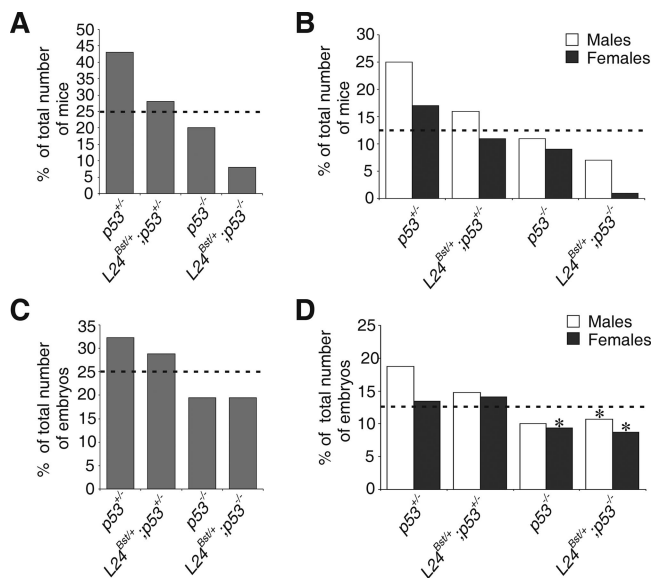 A
% of total number
of mice
50
45
40
35
30
25
20
15
10
5
0
p53+/-
L24Bst/+;p53+/-
p53-/-
L24Bst/+;p53-/-
B
Males
Females
% of total number
of mice
30
25
20
15
10
5
0
p53+/-
L24Bst/+;p53+/-
p53-/-
L24Bst/+;p53-/-
C
% of total number
of embryos
35
30
25
20
15
10
5
0
p53+/-
L24Bst/+;p53+/-
p53-/-
L24Bst/+;p53-/-
D
Males
Females
% of total number
of embryos
25
20
15
10
5
0
* * *
p53+/-
L24Bst/+;p53+/-
p53-/-
L24Bst/+;p53-/-